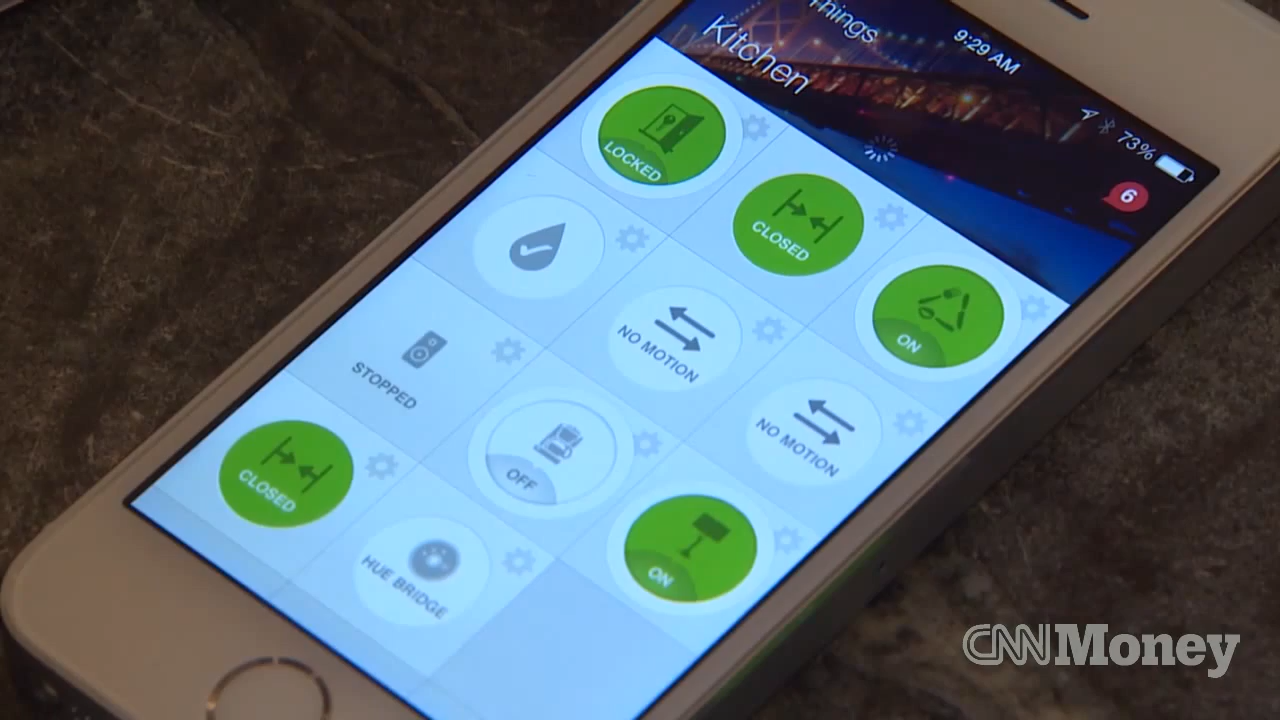 9:29 AM
73%
Things
Kitchen
6
LOCKED
CLOSED
ON
NO MOTION
NO MOTION
STOPPED
OFF
ON
CLOSED
HUE BRIDGE
CNNMoney